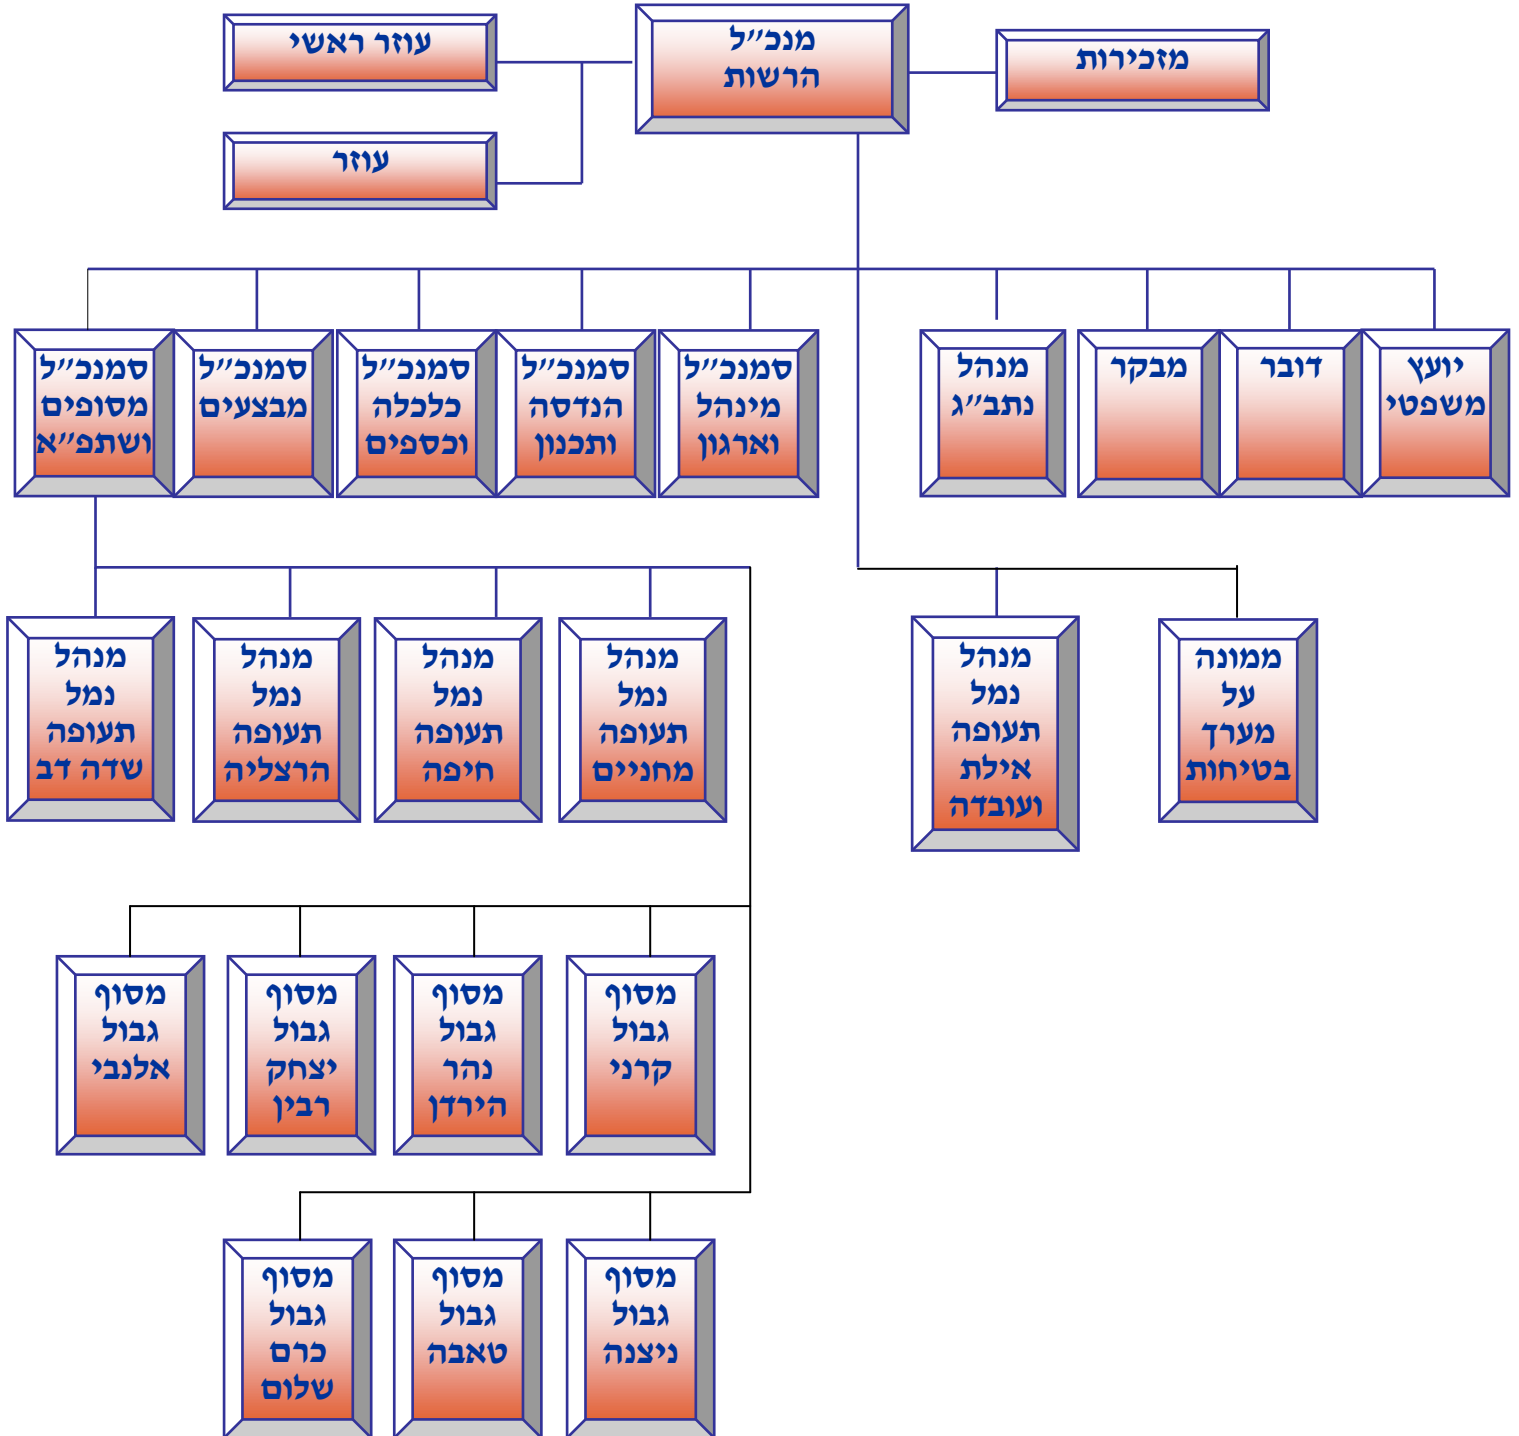 מנכ״ל
הרשות
מזכירות
עוזר ראשי
עוזר
יועץ
משפטי
דובר
מבקר
מנהל
נתב״ג
סמנכ״ל
מינהל
וארגון
סמנכ״ל
הנדסה
ותכנון
סמנכ״ל
כלכלה
וכספים
סמנכ״ל
מבצעים
סמנכ״ל
מסופים
ושתפ״א
ממונה
על
מערך
בטיחות
מנהל
נמל
תעופה
אילת
ועובדה
מנהל
נמל
תעופה
מחניים
מנהל
נמל
תעופה
חיפה
מנהל
נמל
תעופה
הרצליה
מנהל
נמל
תעופה
שדה דב
מסוף
גבול
קרני
מסוף
גבול
נהר
הירדן
מסוף
גבול
יצחק
רבין
מסוף
גבול
אלנבי
מסוף
גבול
ניצנה
מסוף
גבול
טאבה
מסוף
גבול
כרם
שלום